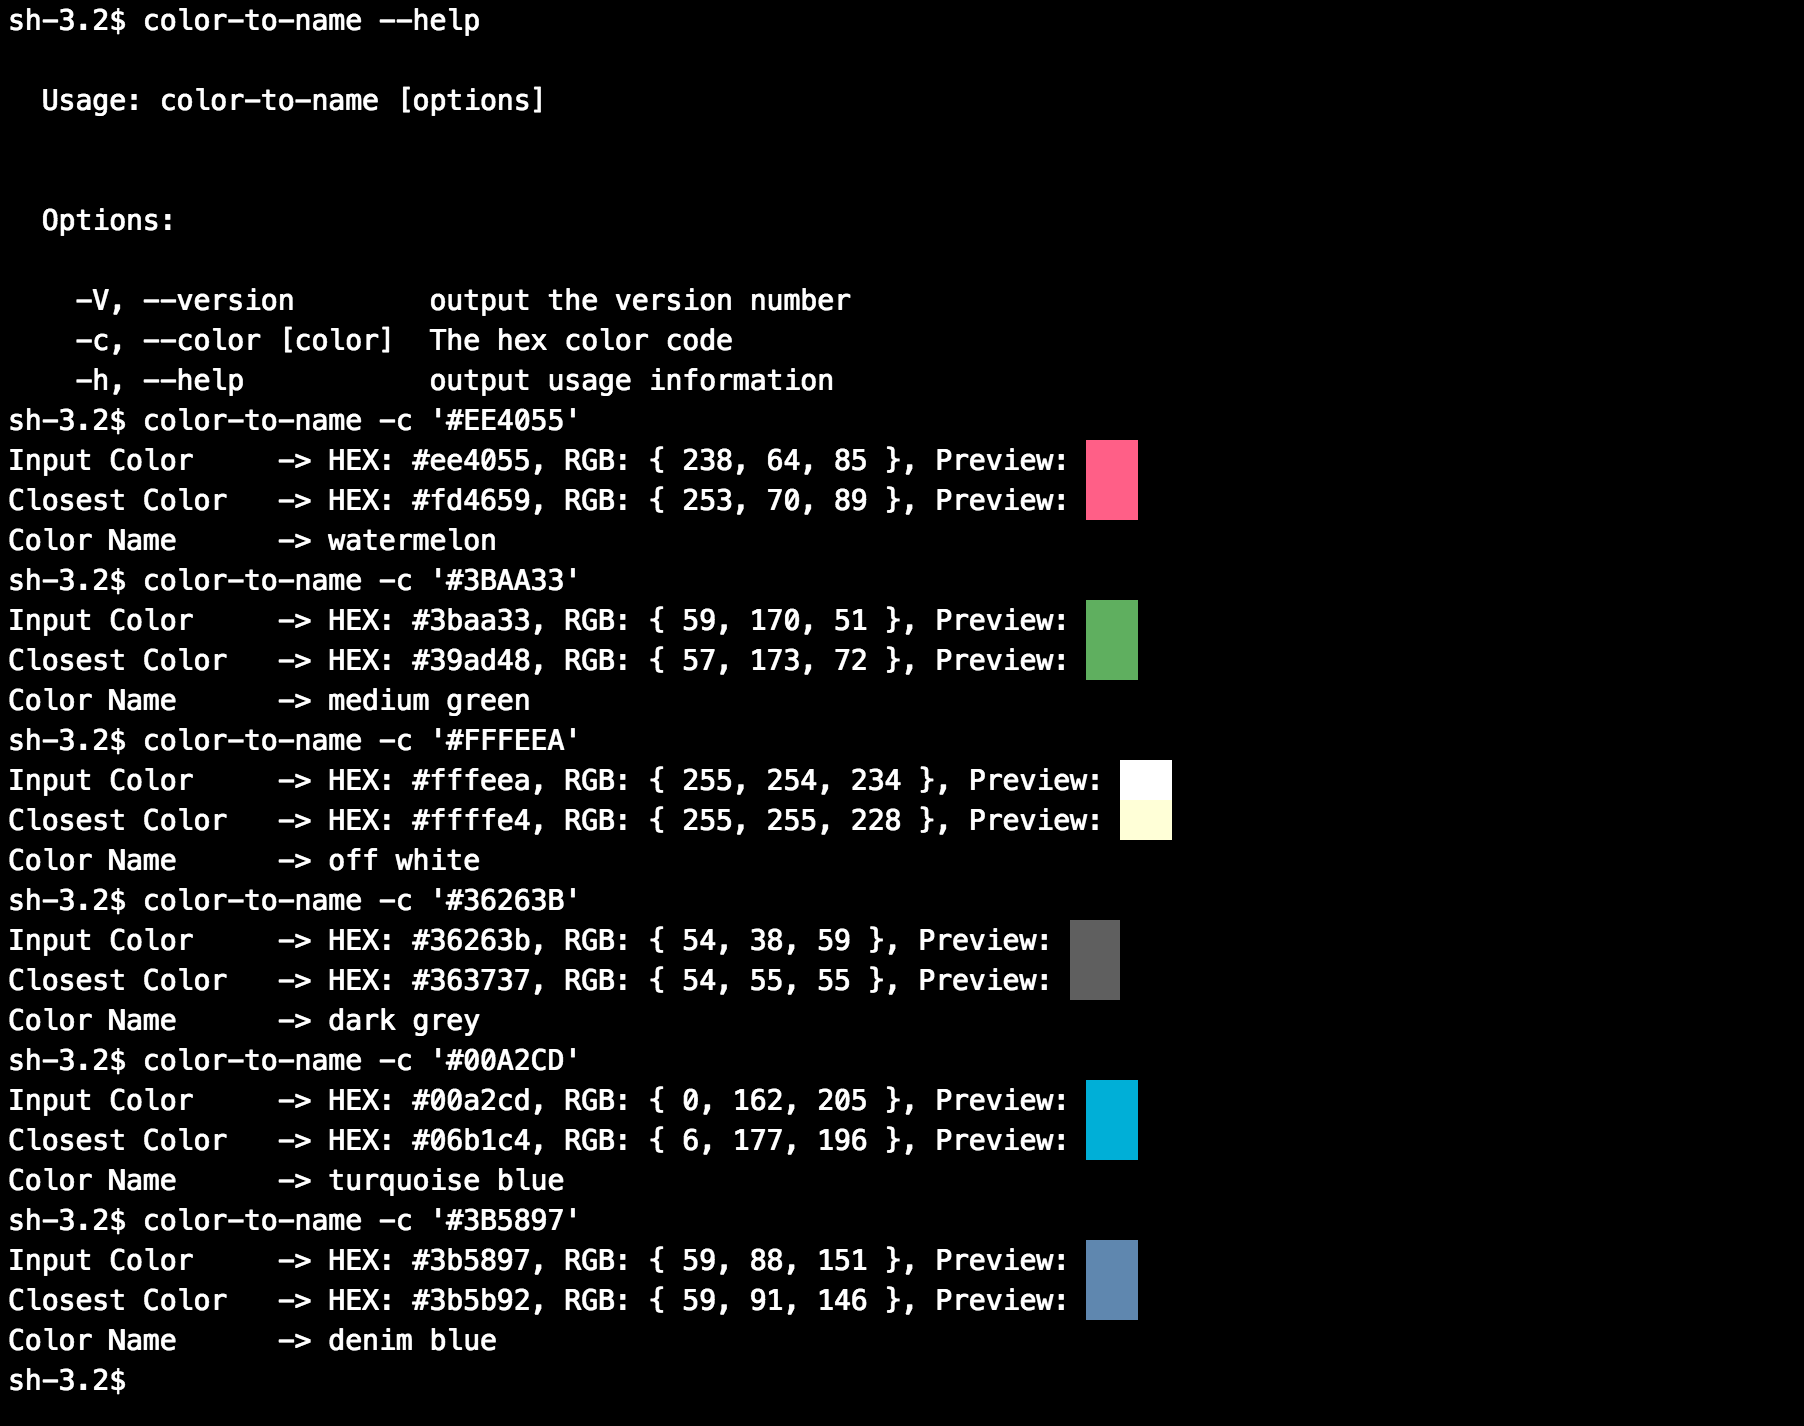 sh-3.2$ color-to-name --help
Usage: color-to-name [options]
Options:
-V, --version output the version number
-c, --color [color] The hex color code
-h, --help output usage information
sh-3.2$ color-to-name -c '#EE4055'
Input Color -> HEX: #ee4055, RGB: { 238, 64, 85 }, Preview:
Closest Color -> HEX: #fd4659, RGB: { 253, 70, 89 }, Preview:
Color Name -> watermelon
sh-3.2$ color-to-name -c '#3BAA33'
Input Color -> HEX: #3baa33, RGB: { 59, 170, 51 }, Preview:
Closest Color -> HEX: #39ad48, RGB: { 57, 173, 72 }, Preview:
Color Name -> medium green
sh-3.2$ color-to-name -c '#FFFEEA'
Input Color -> HEX: #fffeea, RGB: { 255, 254, 234 }, Preview:
Closest Color -> HEX: #ffffe4, RGB: { 255, 255, 228 }, Preview:
Color Name -> off white
sh-3.2$ color-to-name -c '#36263B'
Input Color -> HEX: #36263b, RGB: { 54, 38, 59 }, Preview:
Closest Color -> HEX: #363737, RGB: { 54, 55, 55 }, Preview:
Color Name -> dark grey
sh-3.2$ color-to-name -c '#00A2CD'
Input Color -> HEX: #00a2cd, RGB: { 0, 162, 205 }, Preview:
Closest Color -> HEX: #06b1c4, RGB: { 6, 177, 196 }, Preview:
Color Name -> turquoise blue
sh-3.2$ color-to-name -c '#3B5897'
Input Color -> HEX: #3b5897, RGB: { 59, 88, 151 }, Preview:
Closest Color -> HEX: #3b5b92, RGB: { 59, 91, 146 }, Preview:
Color Name -> denim blue
sh-3.2$